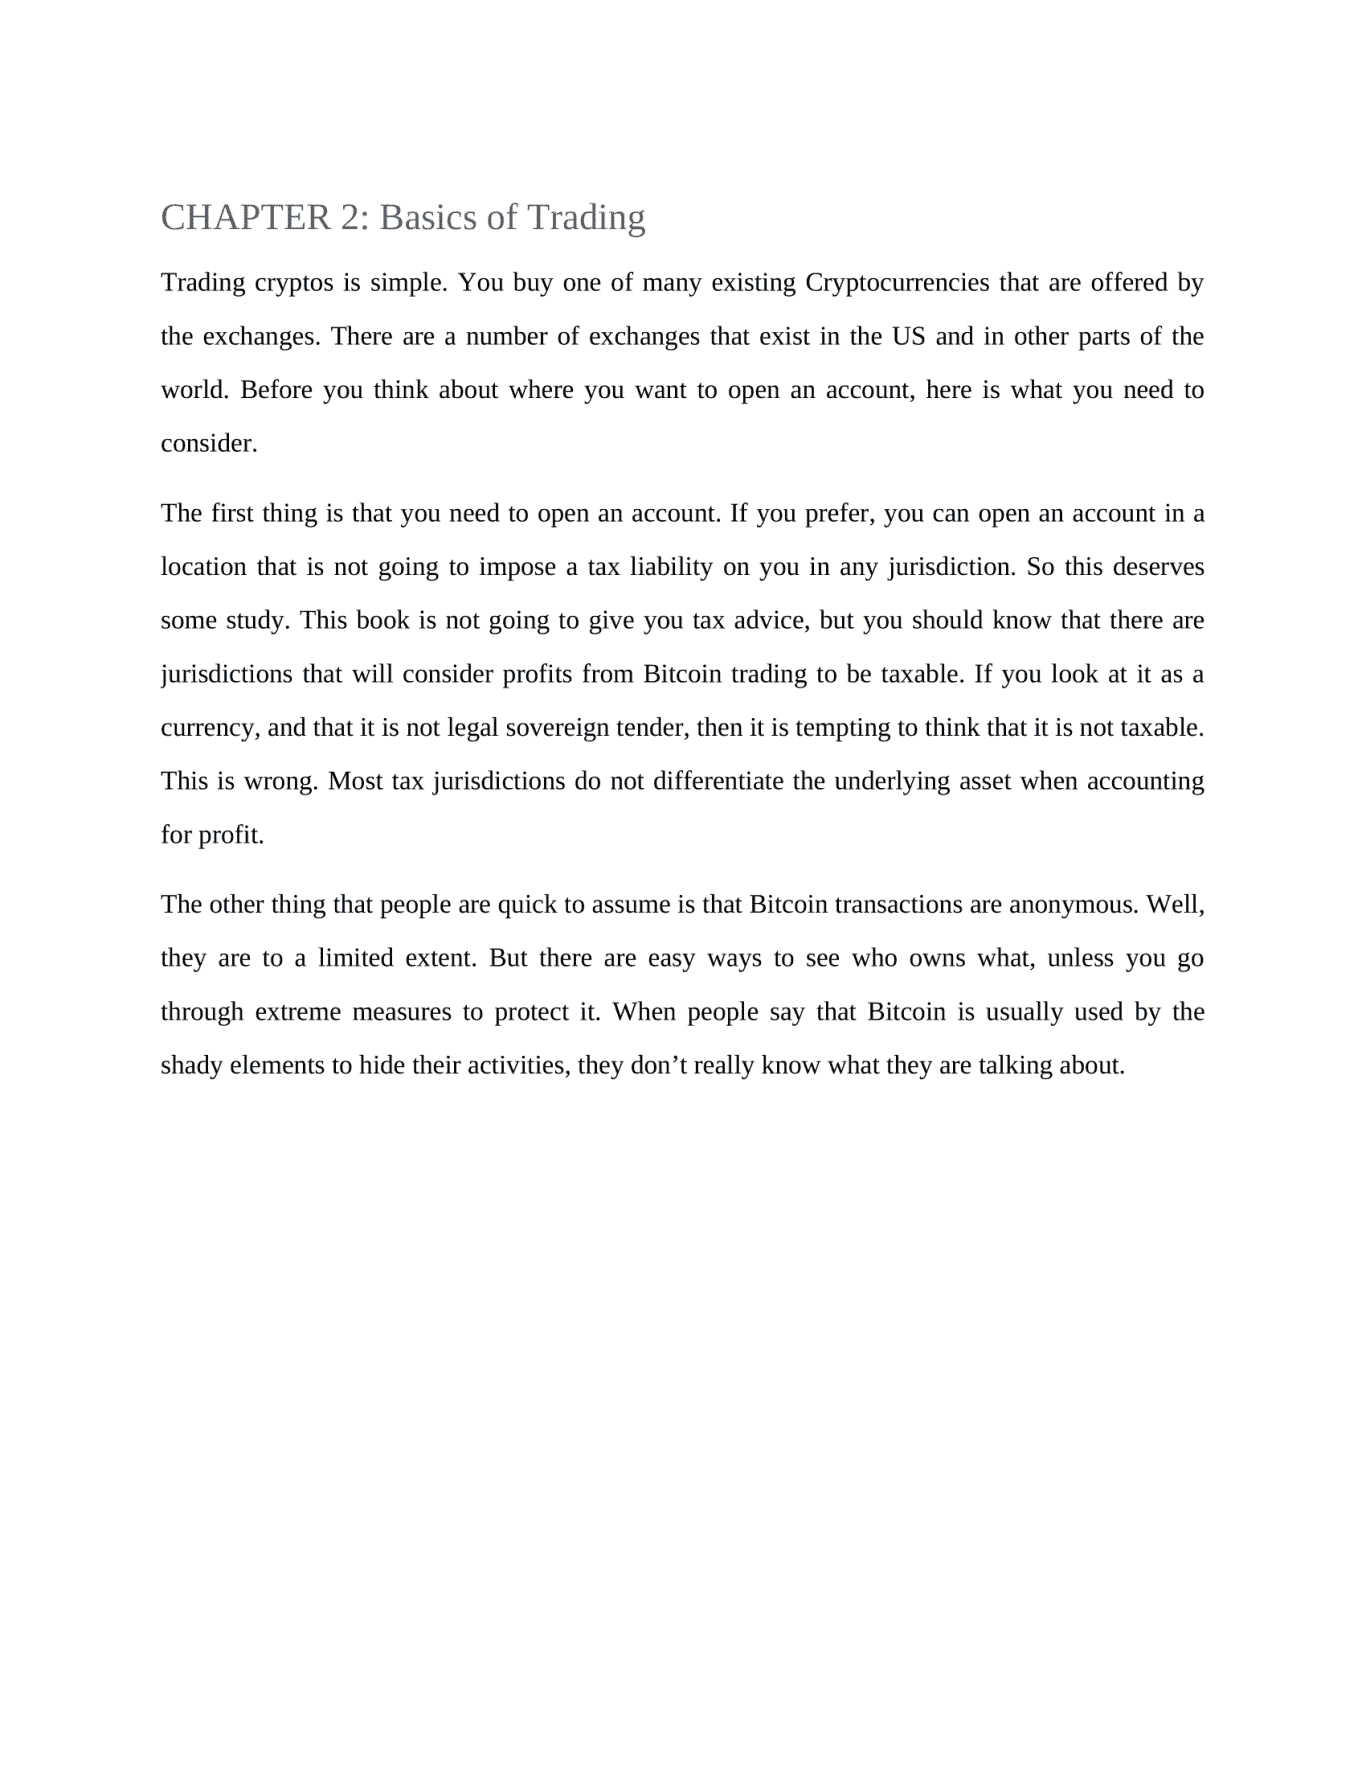 CHAPTER 2: Basics of Trading
Trading cryptos is simple. You buy one of many existing Cryptocurrencies that are offered by
the exchanges. There are a number of exchanges that exist in the US and in other parts of the
world. Before you think about where you want to open an account, here is what you need to
consider.
The first thing is that you need to open an account. If you prefer, you can open an account in a
location that is not going to impose a tax liability on you in any jurisdiction. So this deserves
some study. This book is not going to give you tax advice, but you should know that there are
jurisdictions that will consider profits from Bitcoin trading to be taxable. If you look at it as a
currency, and that it is not legal sovereign tender, then it is tempting to think that it is not taxable.
This is wrong. Most tax jurisdictions do not differentiate the underlying asset when accounting
for profit.
The other thing that people are quick to assume is that Bitcoin transactions are anonymous. Well,
they are to a limited extent. But there are easy ways to see who owns what, unless you go
through extreme measures to protect it. When people say that Bitcoin is usually used by the
shady elements to hide their activities, they don’t really know what they are talking about.